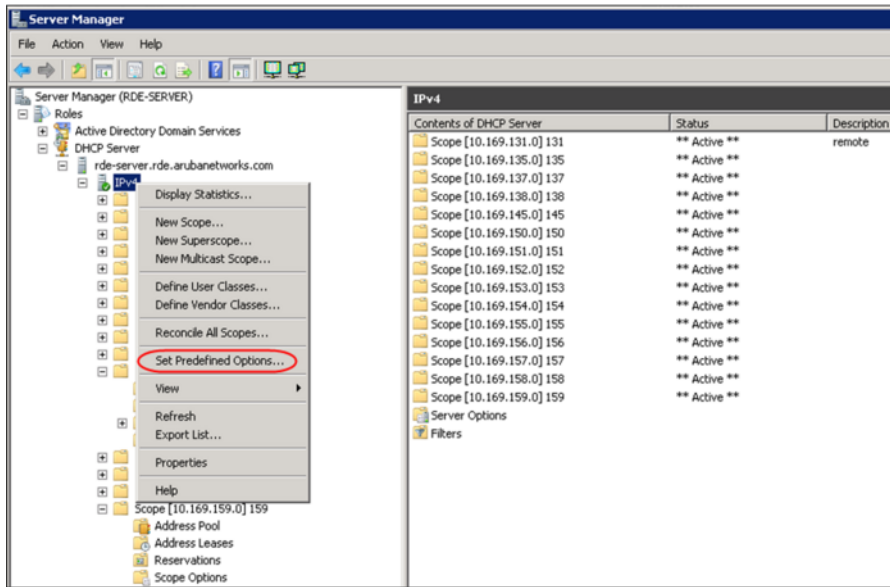 Server Manager
File Action View Help
Server Manager (RDE-SERVER)
Roles
Active Directory Domain Services
DHCP Server
rde-server.rde.arubanetworks.com
IPv4
Display Statistics...
New Scope...
New Superscope...
New Multicast Scope...
Define User Classes...
Define Vendor Classes...
Reconcile All Scopes...
Set Predefined Options...
View
Refresh
Export List...
Properties
Help
Scope [10.169.159.0] 159
Address Pool
Address Leases
Reservations
Scope Options
IPv4
Contents of DHCP Server Status Description
Scope [10.169.131.0] 131 ** Active ** remote
Scope [10.169.135.0] 135 ** Active **
Scope [10.169.137.0] 137 ** Active **
Scope [10.169.138.0] 138 ** Active **
Scope [10.169.145.0] 145 ** Active **
Scope [10.169.150.0] 150 ** Active **
Scope [10.169.151.0] 151 ** Active **
Scope [10.169.152.0] 152 ** Active **
Scope [10.169.153.0] 153 ** Active **
Scope [10.169.154.0] 154 ** Active **
Scope [10.169.155.0] 155 ** Active **
Scope [10.169.156.0] 156 ** Active **
Scope [10.169.157.0] 157 ** Active **
Scope [10.169.158.0] 158 ** Active **
Scope [10.169.159.0] 159 ** Active **
Server Options
Filters